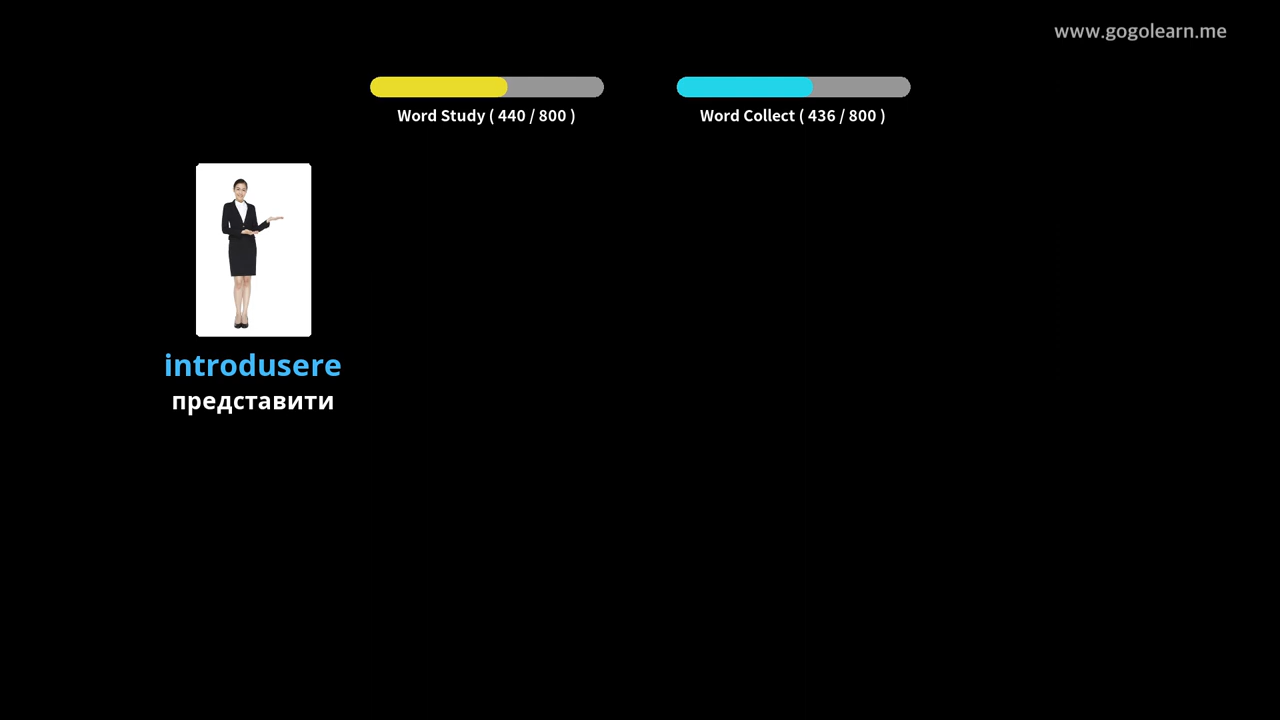 www.gogolearn.me
Word Study ( 440 / 800 )
Word Collect ( 436 / 800 )
introdusere
представити